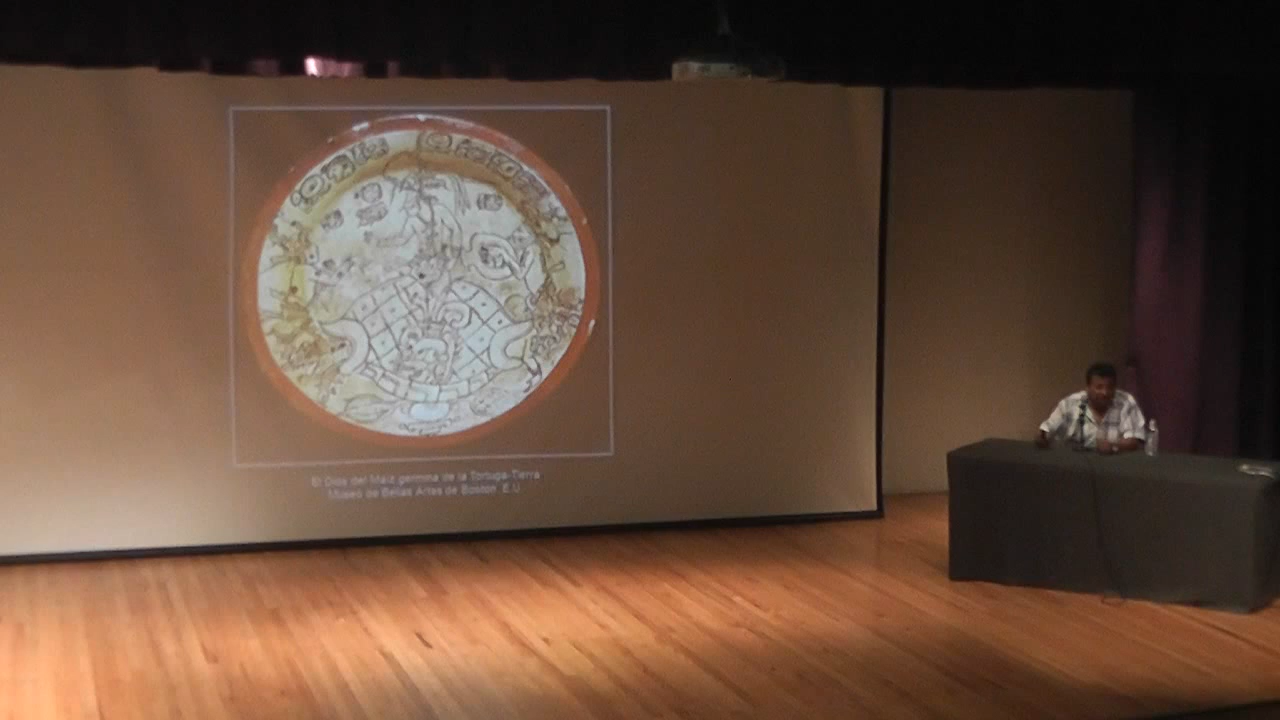 El Dios del Maíz germina de la Tortuga-Tierra
Museo de Bellas Artes de Boston, E.U.